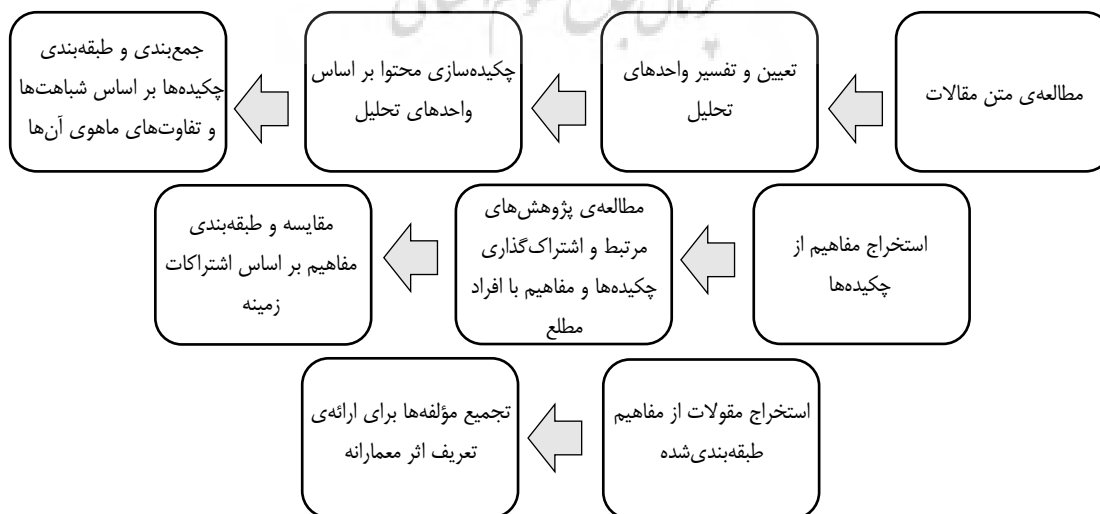 مطالعه‌ی متن مقالات
تعیین و تفسیر واحدهای
تحلیل
چکیده‌سازی محتوا بر اساس
واحدهای تحلیل
جمع‌بندی و طبقه‌بندی
چکیده‌ها بر اساس شباهت‌ها
و تفاوت‌های ماهوی آن‌ها
استخراج مفاهیم از
چکیده‌ها
مطالعه‌ی پژوهش‌های
مرتبط و اشتراک‌گذاری
چکیده‌ها و مفاهیم با افراد
مطلع
مقایسه و طبقه‌بندی
مفاهیم بر اساس اشتراکات
زمینه
استخراج مقولات از مفاهیم
طبقه‌بندی‌شده
تجمیع مؤلفه‌ها برای ارائه‌ی
تعریف اثر معمارانه